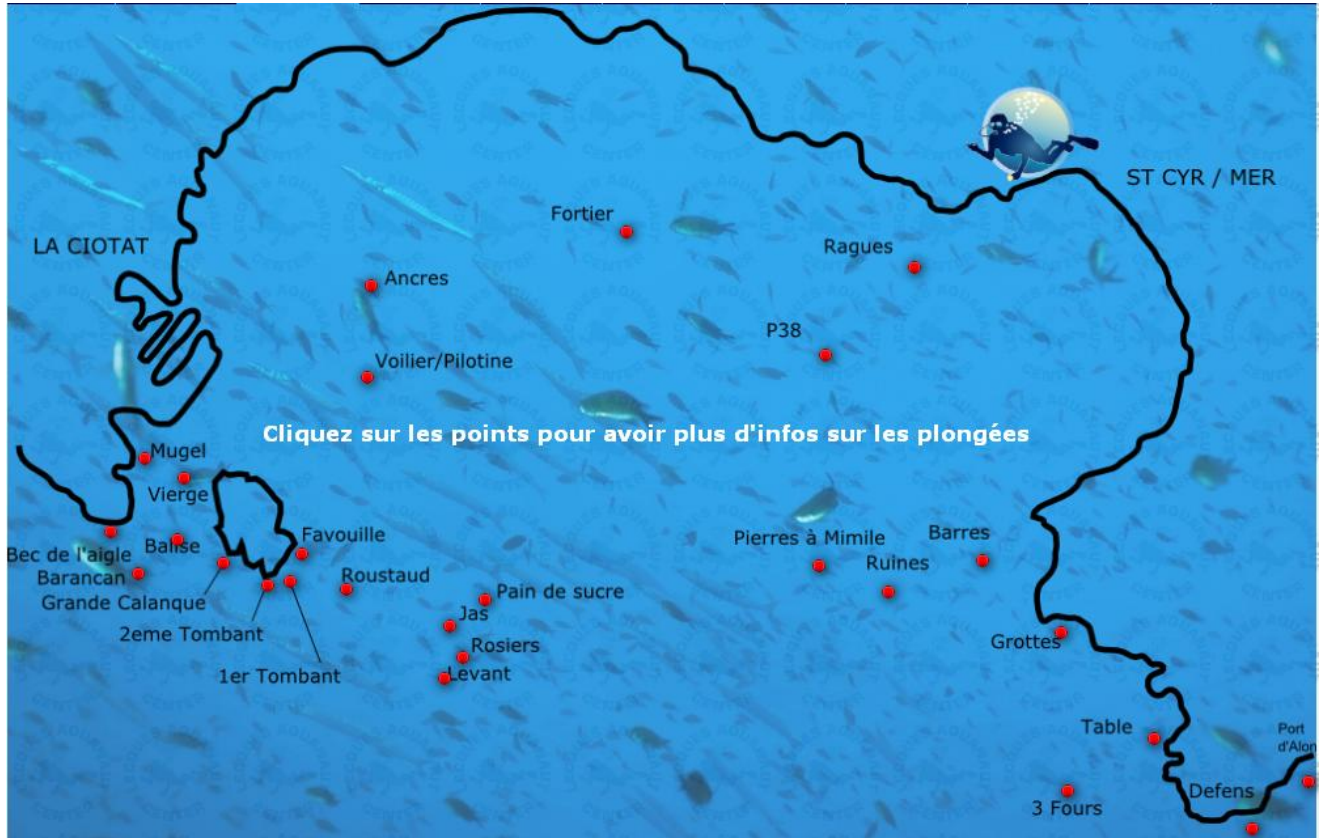 ST CYR / MER
Fortier
LA CIOTAT
Ragues
Ancres
P38
Voilier/Pilotine
Cliquez sur les points pour avoir plus d'infos sur les plongées
Mugel
Vierge
Favouille
Barres
Bec de l'aigle
Balise
Pierres à Mimile
Barancan
Roustaud
Ruines
Grande Calanque
Pain de sucre
2eme Tombant
Jas
Rosiers
Grottes
1er Tombant
Levant
Table
Port
d'Alon
Defens
3 Fours